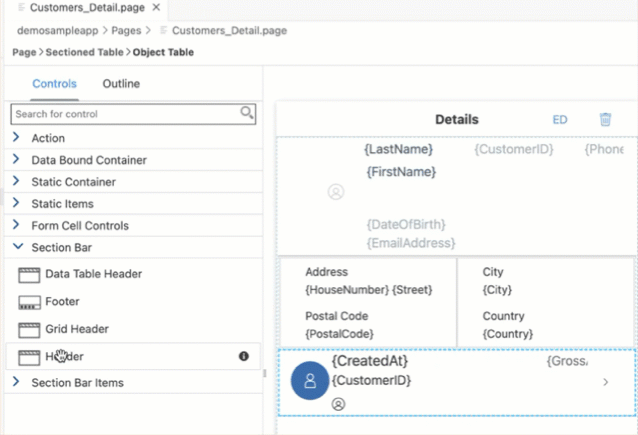 Customers_Detail.page
demosampleapp > Pages > Customers_Detail.page
Page > Sectioned Table > Object Table
Controls Outline
Search for control
Action
Data Bound Container
Static Container
Static Items
Form Cell Controls
Section Bar
Data Table Header
Footer
Grid Header
Header
Section Bar Items
Details ED
{LastName} {CustomerID} {Phone
{FirstName}
{DateOfBirth}
{EmailAddress}
Address City
{HouseNumber} {Street} {City}
Postal Code Country
{PostalCode} {Country}
{CreatedAt} {Gross
{CustomerID}